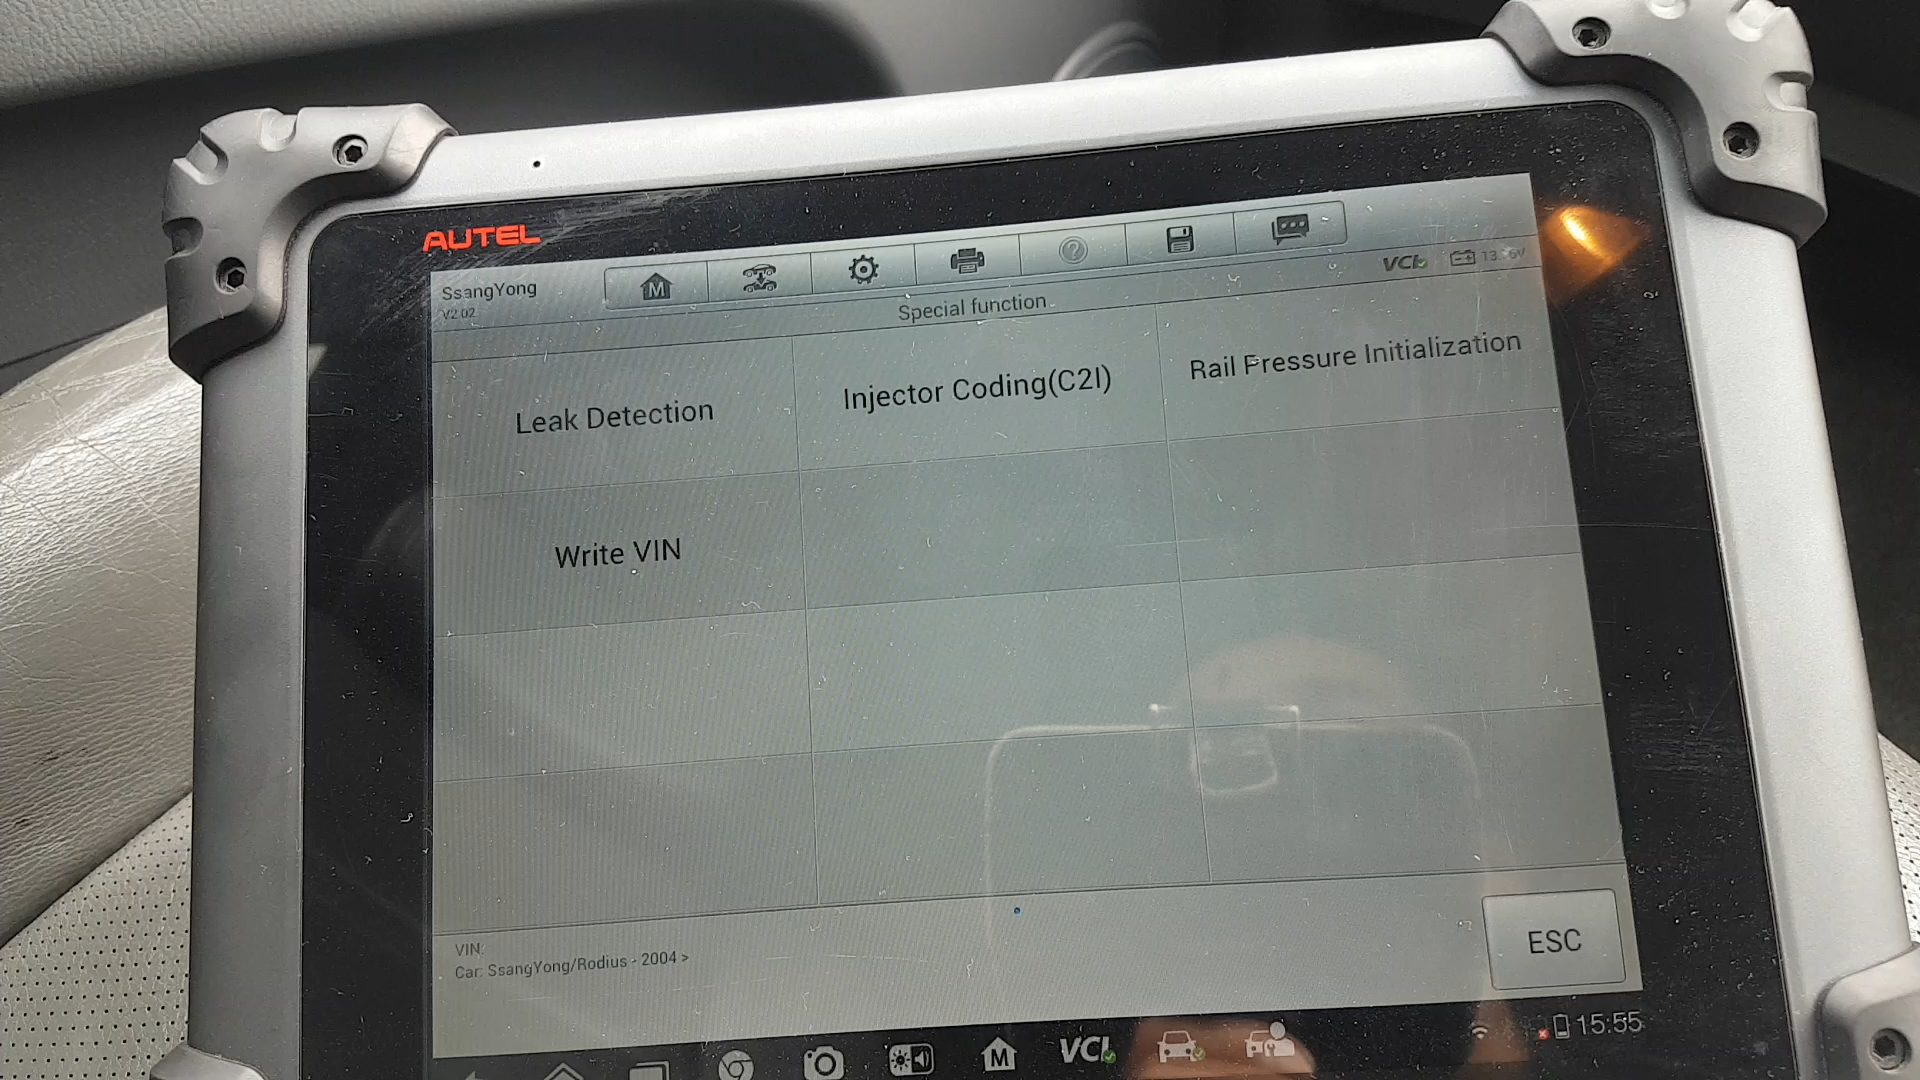 AUTEL
SsangYong
V2.02
M
?
VCI
Special function
Leak Detection
Injector Coding(C2I)
Rail Pressure Initialization
Write VIN
VIN:
Car: SsangYong/Rodius - 2004 >
ESC
M
VCI
15:55